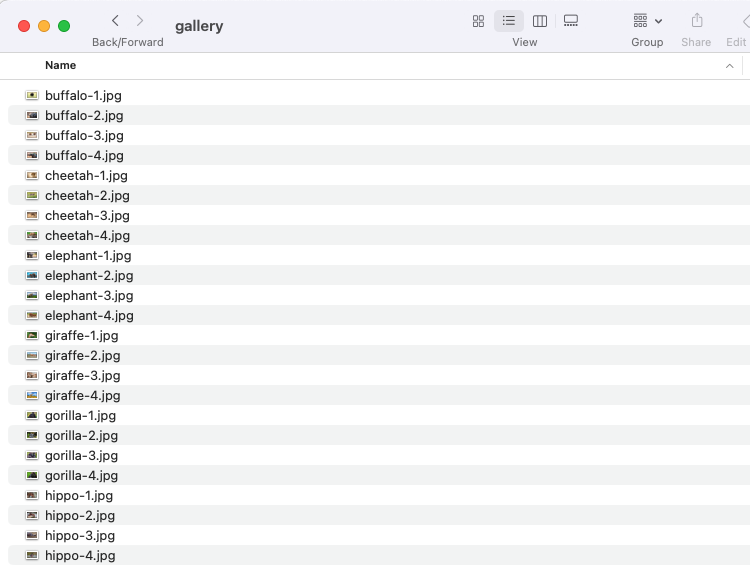 gallery
Back/Forward
View
Group
Share
Edit
Name
buffalo-1.jpg
buffalo-2.jpg
buffalo-3.jpg
buffalo-4.jpg
cheetah-1.jpg
cheetah-2.jpg
cheetah-3.jpg
cheetah-4.jpg
elephant-1.jpg
elephant-2.jpg
elephant-3.jpg
elephant-4.jpg
giraffe-1.jpg
giraffe-2.jpg
giraffe-3.jpg
giraffe-4.jpg
gorilla-1.jpg
gorilla-2.jpg
gorilla-3.jpg
gorilla-4.jpg
hippo-1.jpg
hippo-2.jpg
hippo-3.jpg
hippo-4.jpg